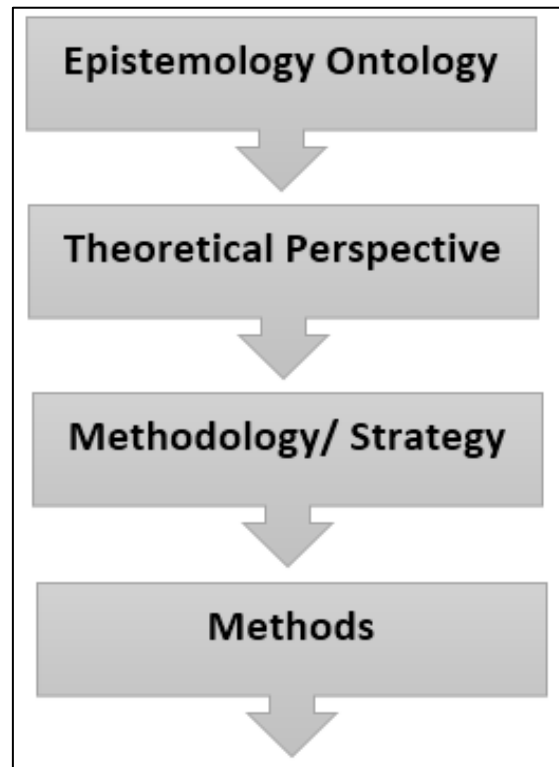 Epistemology Ontology
Theoretical Perspective
Methodology/ Strategy
Methods